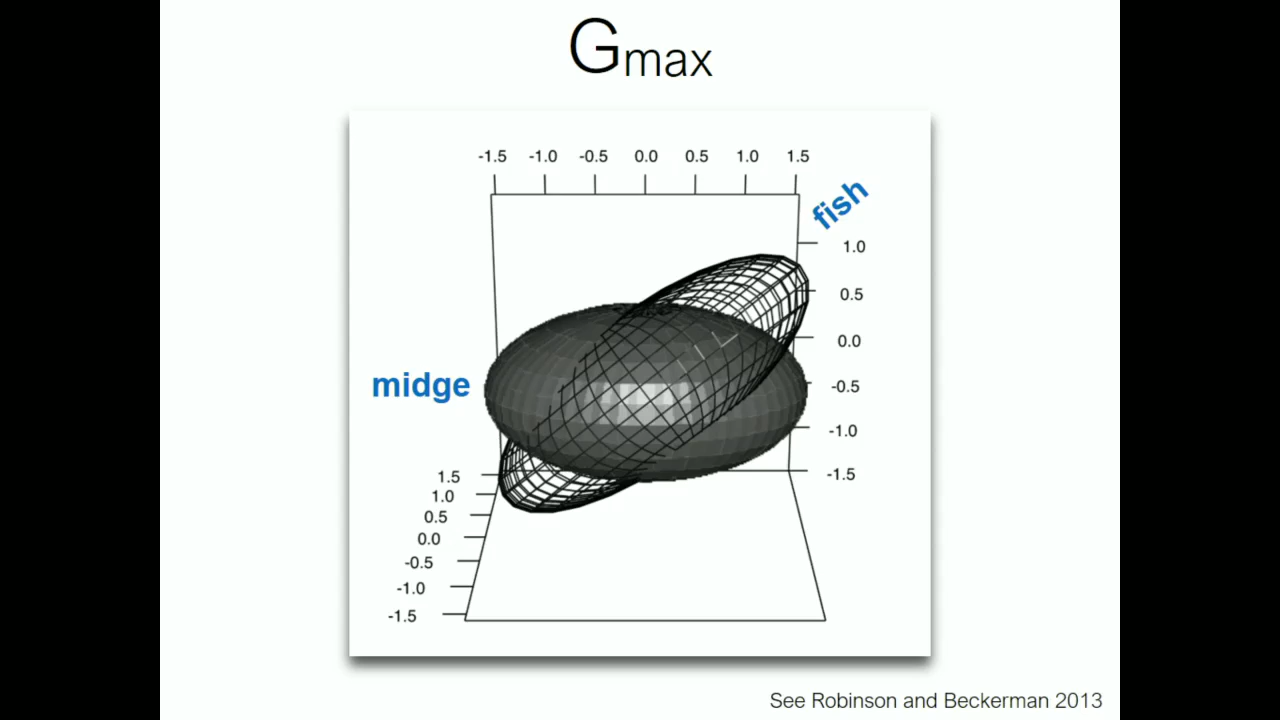 Gmax
-1.5 -1.0 -0.5 0.0 0.5 1.0 1.5
fish
1.0
0.5
0.0
-0.5
-1.0
-1.5
midge
1.5
1.0
0.5
0.0
-0.5
-1.0
-1.5
See Robinson and Beckerman 2013